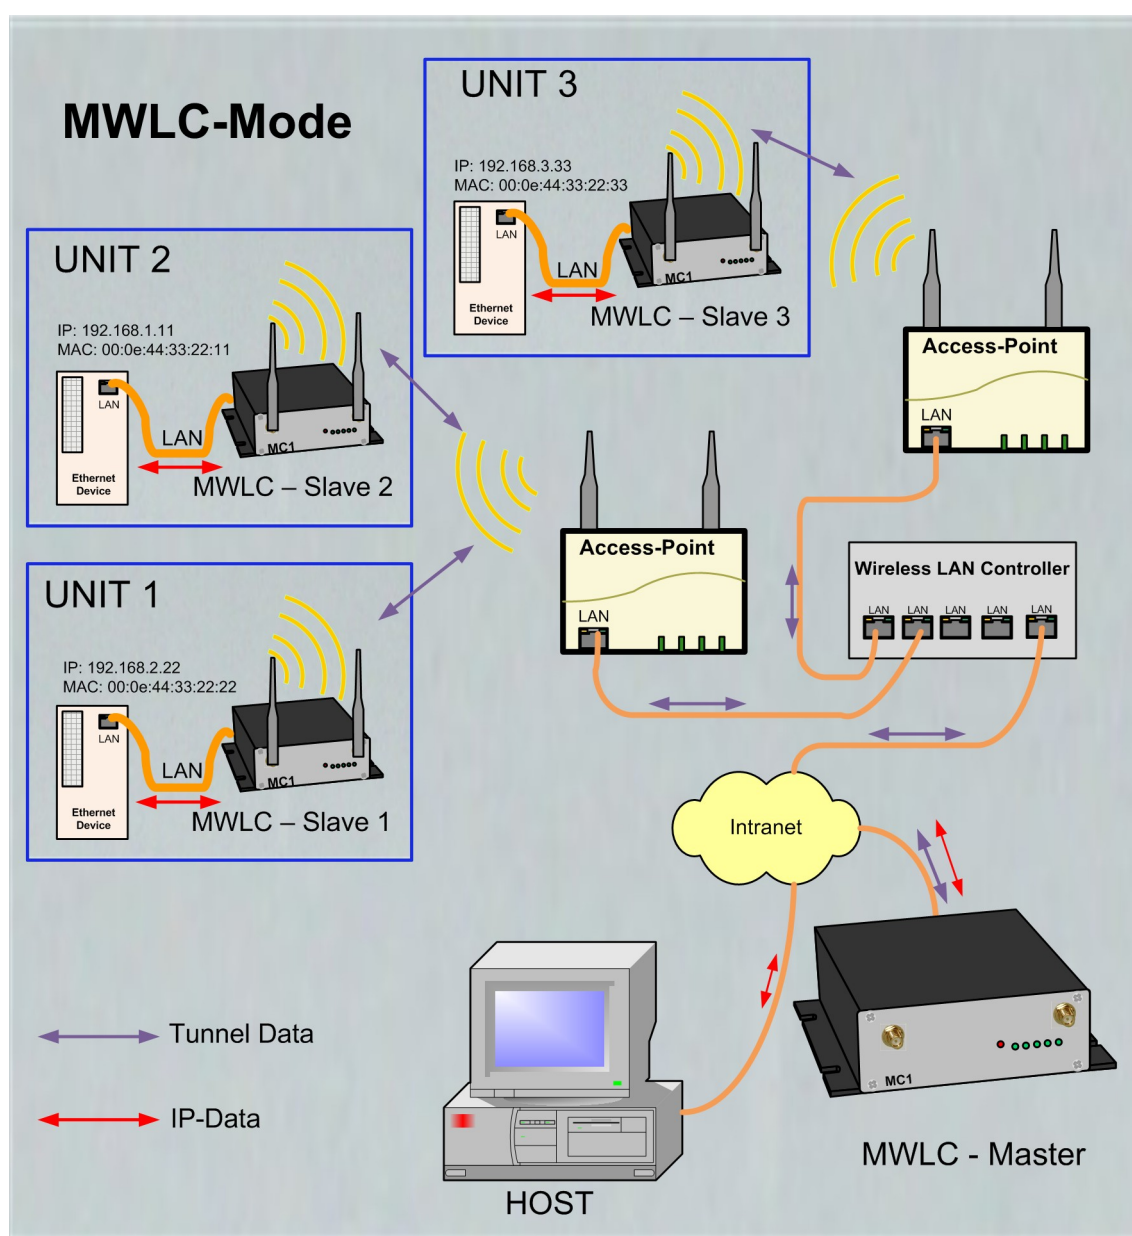 MWLC-Mode
UNIT 3
IP: 192.168.3.33
MAC: 00:0e:44:33:22:33
LAN
LAN
MC1
Ethernet
Device
MWLC – Slave 3
UNIT 2
IP: 192.168.1.11
MAC: 00:0e:44:33:22:11
LAN
LAN
MC1
Ethernet
Device
MWLC – Slave 2
UNIT 1
IP: 192.168.2.22
MAC: 00:0e:44:33:22:22
LAN
LAN
MC1
Ethernet
Device
MWLC – Slave 1
Access-Point
LAN
Access-Point
LAN
Wireless LAN Controller
LAN LAN LAN LAN LAN
Intranet
Tunnel Data
IP-Data
HOST
MC1
MWLC - Master